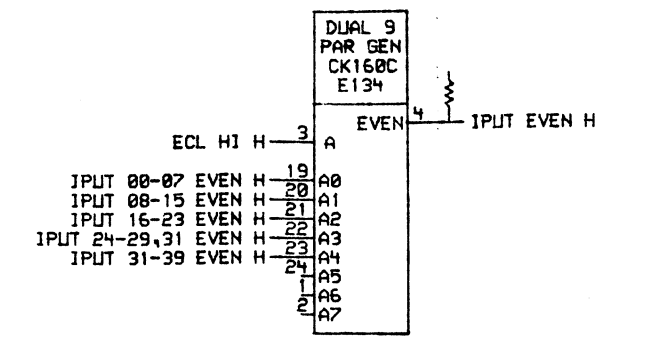 DUAL 9
PAR GEN
CK160C
E134
EVEN 4 IPUT EVEN H
ECL HI H 3 A
IPUT 00-07 EVEN H 19 A0
IPUT 08-15 EVEN H 20 A1
IPUT 16-23 EVEN H 21 A2
IPUT 24-29,31 EVEN H 22 A3
IPUT 31-39 EVEN H 23 A4
24 A5
1 A6
2 A7